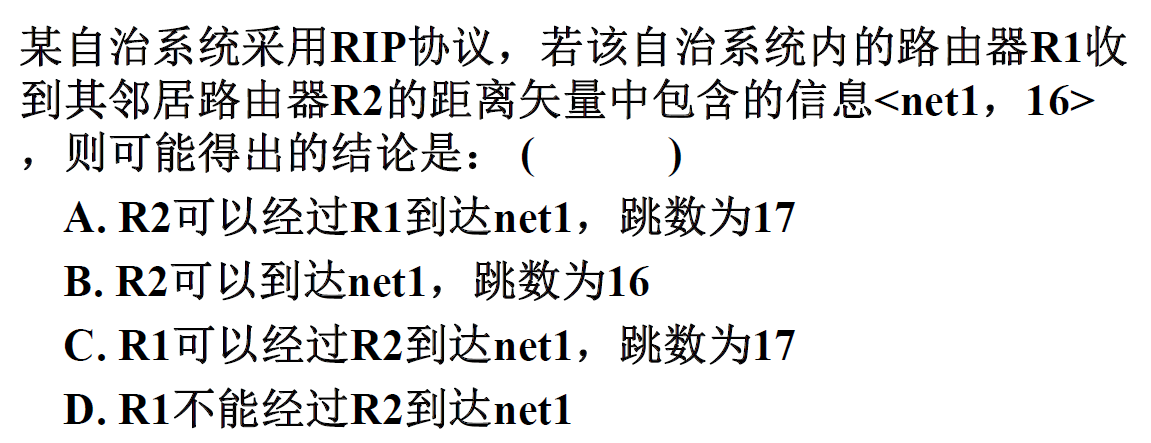 某自治系统采用RIP协议，若该自治系统内的路由器R1收
到其邻居路由器R2的距离矢量中包含的信息<net1，16>
，则可能得出的结论是：(          )
A. R2可以经过R1到达net1，跳数为17
B. R2可以到达net1，跳数为16
C. R1可以经过R2到达net1，跳数为17
D. R1不能经过R2到达net1